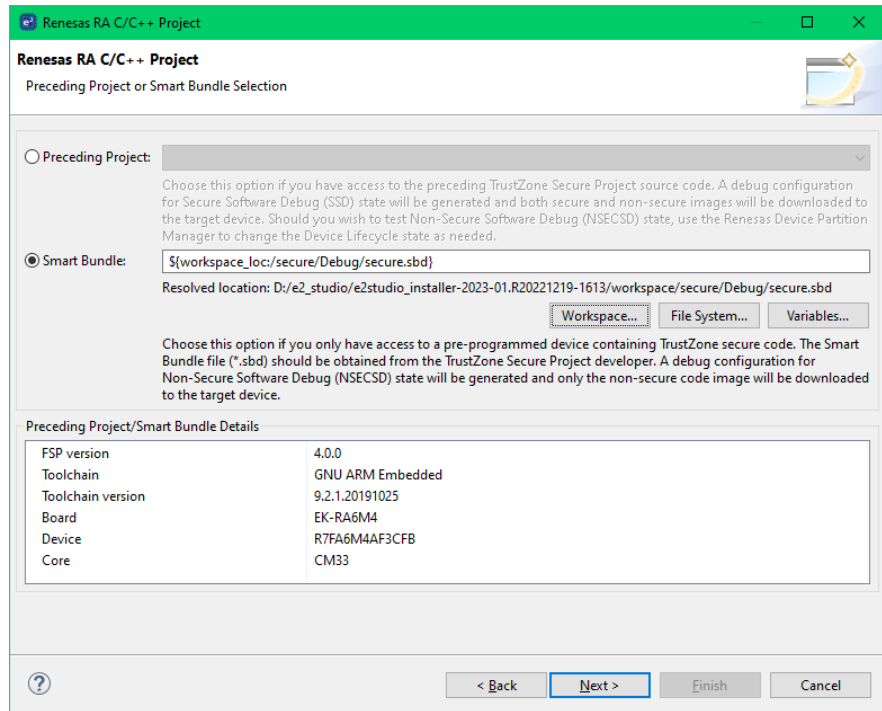 Renesas RA C/C++ Project
Renesas RA C/C++ Project
Preceding Project or Smart Bundle Selection
Preceding Project:
Choose this option if you have access to the preceding TrustZone Secure Project source code. A debug configuration
for Secure Software Debug (SSD) state will be generated and both secure and non-secure images will be downloaded to
the target device. Should you wish to test Non-Secure Software Debug (NSECSD) state, use the Renesas Device Partition
Manager to change the Device Lifecycle state as needed.
Smart Bundle:
${workspace_loc:/secure/Debug/secure.sbd}
Resolved location: D:/e2_studio/e2studio_installer-2023-01.R20221219-1613/workspace/secure/Debug/secure.sbd
Workspace... File System... Variables...
Choose this option if you only have access to a pre-programmed device containing TrustZone secure code. The Smart
Bundle file (*.sbd) should be obtained from the TrustZone Secure Project developer. A debug configuration for
Non-Secure Software Debug (NSECSD) state will be generated and only the non-secure code image will be downloaded
to the target device.
Preceding Project/Smart Bundle Details
FSP version 4.0.0
Toolchain GNU ARM Embedded
Toolchain version 9.2.1.20191025
Board EK-RA6M4
Device R7FA6M4AF3CFB
Core CM33
? < Back Next > Finish Cancel